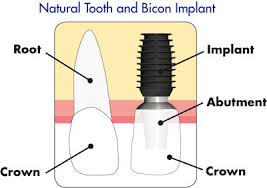 Natural Tooth and Bicon Implant
Root
Implant
Abutment
Crown
Crown